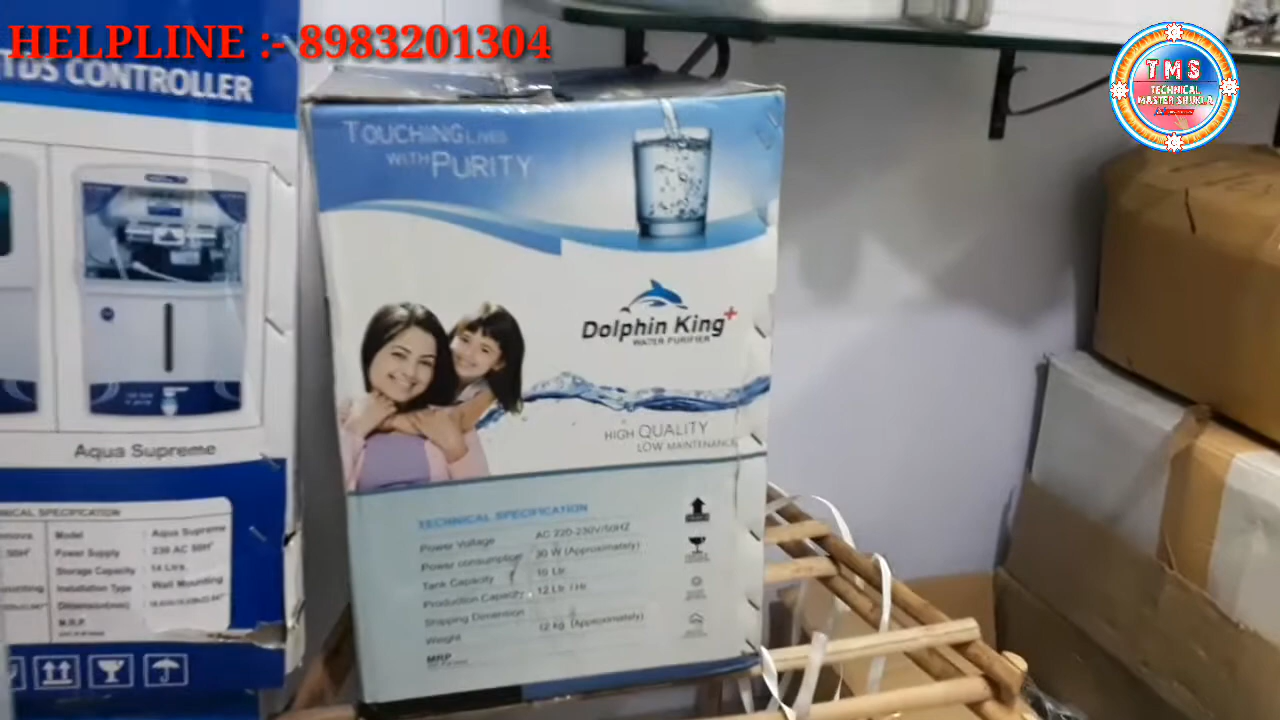 HELPLINE :- 8983201304
TMS
TECHNICAL
MASTER SHUKLA
TDS CONTROLLER
Aqua Supreme
Model : Aqua Supreme
Power Supply : 230 AC 50H
Storage Capacity : 14 Ltrs.
Installation Type : Wall Mounting
M.R.P.
TOUCHING LIVES
WITH PURITY
Dolphin King+
WATER PURIFIER
HIGH QUALITY
LOW MAINTENANCE
TECHNICAL SPECIFICATION
Power Voltage AC 220-230V/50HZ
Power consumption 30 W (Approximately)
Tank Capacity 10 Ltr
Production Capacity 12 Ltr / Hr
Shipping Dimension
Weight 12 kg (Approximately)
MRP